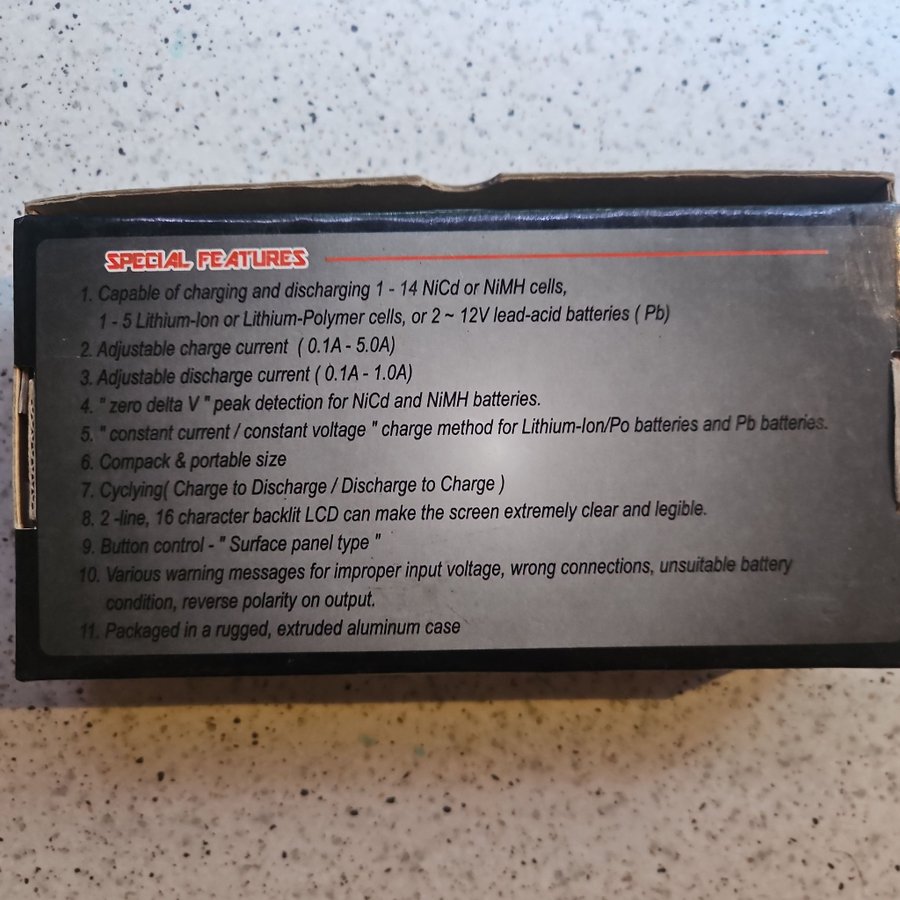 SPECIAL FEATURES
1. Capable of charging and discharging 1 - 14 NiCd or NiMH cells,
1 - 5 Lithium-Ion or Lithium-Polymer cells, or 2 ~ 12V lead-acid batteries ( Pb)
2. Adjustable charge current ( 0.1A - 5.0A)
3. Adjustable discharge current ( 0.1A - 1.0A)
4. " zero delta V " peak detection for NiCd and NiMH batteries.
5. " constant current / constant voltage " charge method for Lithium-Ion/Po batteries and Pb batteries.
6. Compack & portable size
7. Cyclying( Charge to Discharge / Discharge to Charge )
8. 2 -line, 16 character backlit LCD can make the screen extremely clear and legible.
9. Button control - " Surface panel type "
10. Various warning messages for improper input voltage, wrong connections, unsuitable battery
condition, reverse polarity on output.
11. Packaged in a rugged, extruded aluminum case